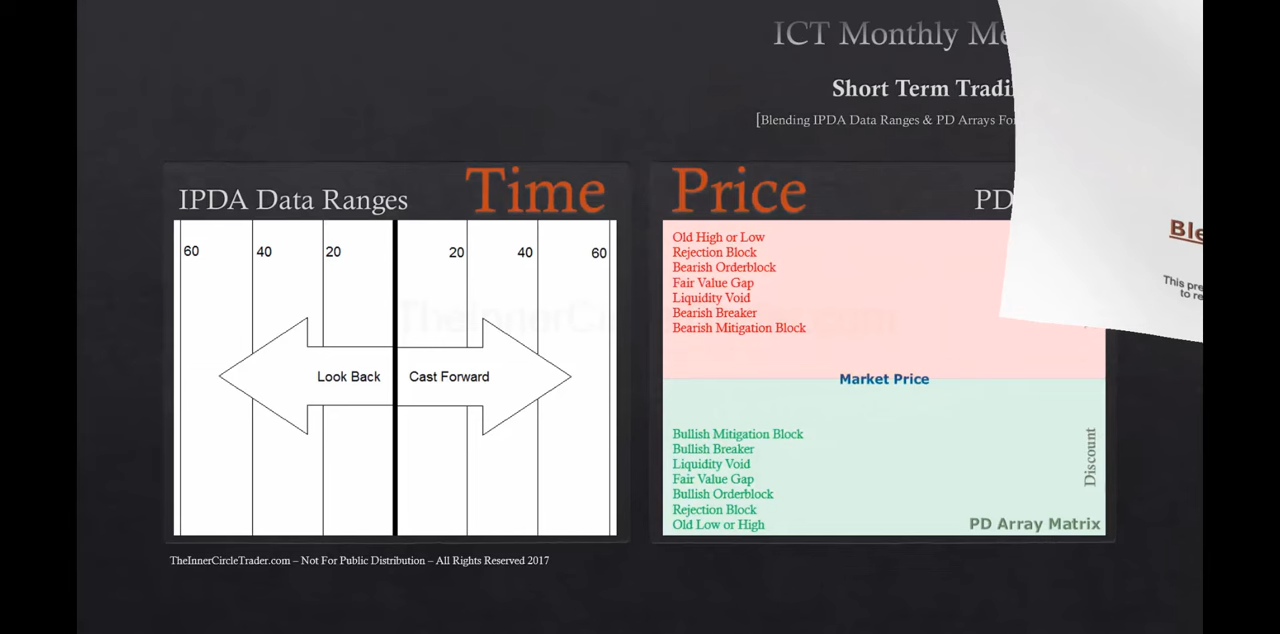 ICT Monthly
Short Term
[Blending IPDA Data Ranges & PD Arrays
IPDA Data Ranges
Time
60 40 20 20 40 60
Look Back
Cast Forward
Price
PD
Old High or Low
Rejection Block
Bearish Orderblock
Fair Value Gap
Liquidity Void
Bearish Breaker
Bearish Mitigation Block
Market Price
Bullish Mitigation Block
Bullish Breaker
Liquidity Void
Fair Value Gap
Bullish Orderblock
Rejection Block
Old Low or High
Discount
PD Array Matrix
This
to
TheInnerCircleTrader.com – Not For Public Distribution – All Rights Reserved 2017